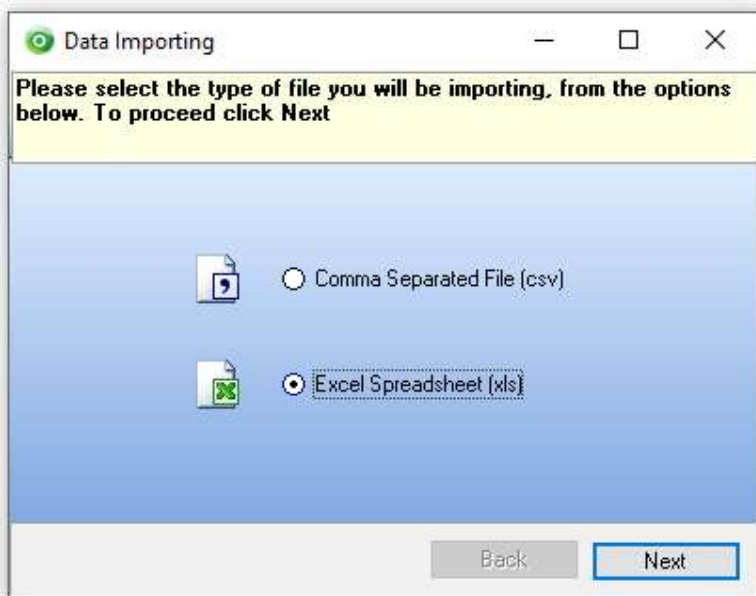 Data Importing
Please select the type of file you will be importing, from the options
below. To proceed click Next
Comma Separated File (csv)
Excel Spreadsheet (xls)
Back
Next